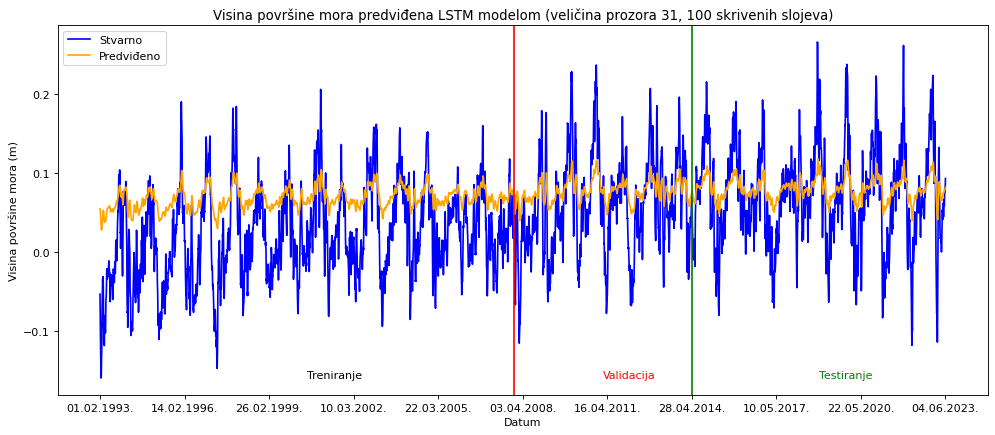 Visina površine mora predviđena LSTM modelom (veličina prozora 31, 100 skrivenih slojeva)
Stvarno
Predviđeno
Visina površine mora (m)
0.2
0.1
0.0
−0.1
Treniranje
Validacija
Testiranje
01.02.1993.
14.02.1996.
26.02.1999.
10.03.2002.
22.03.2005.
03.04.2008.
16.04.2011.
28.04.2014.
10.05.2017.
22.05.2020.
04.06.2023.
Datum